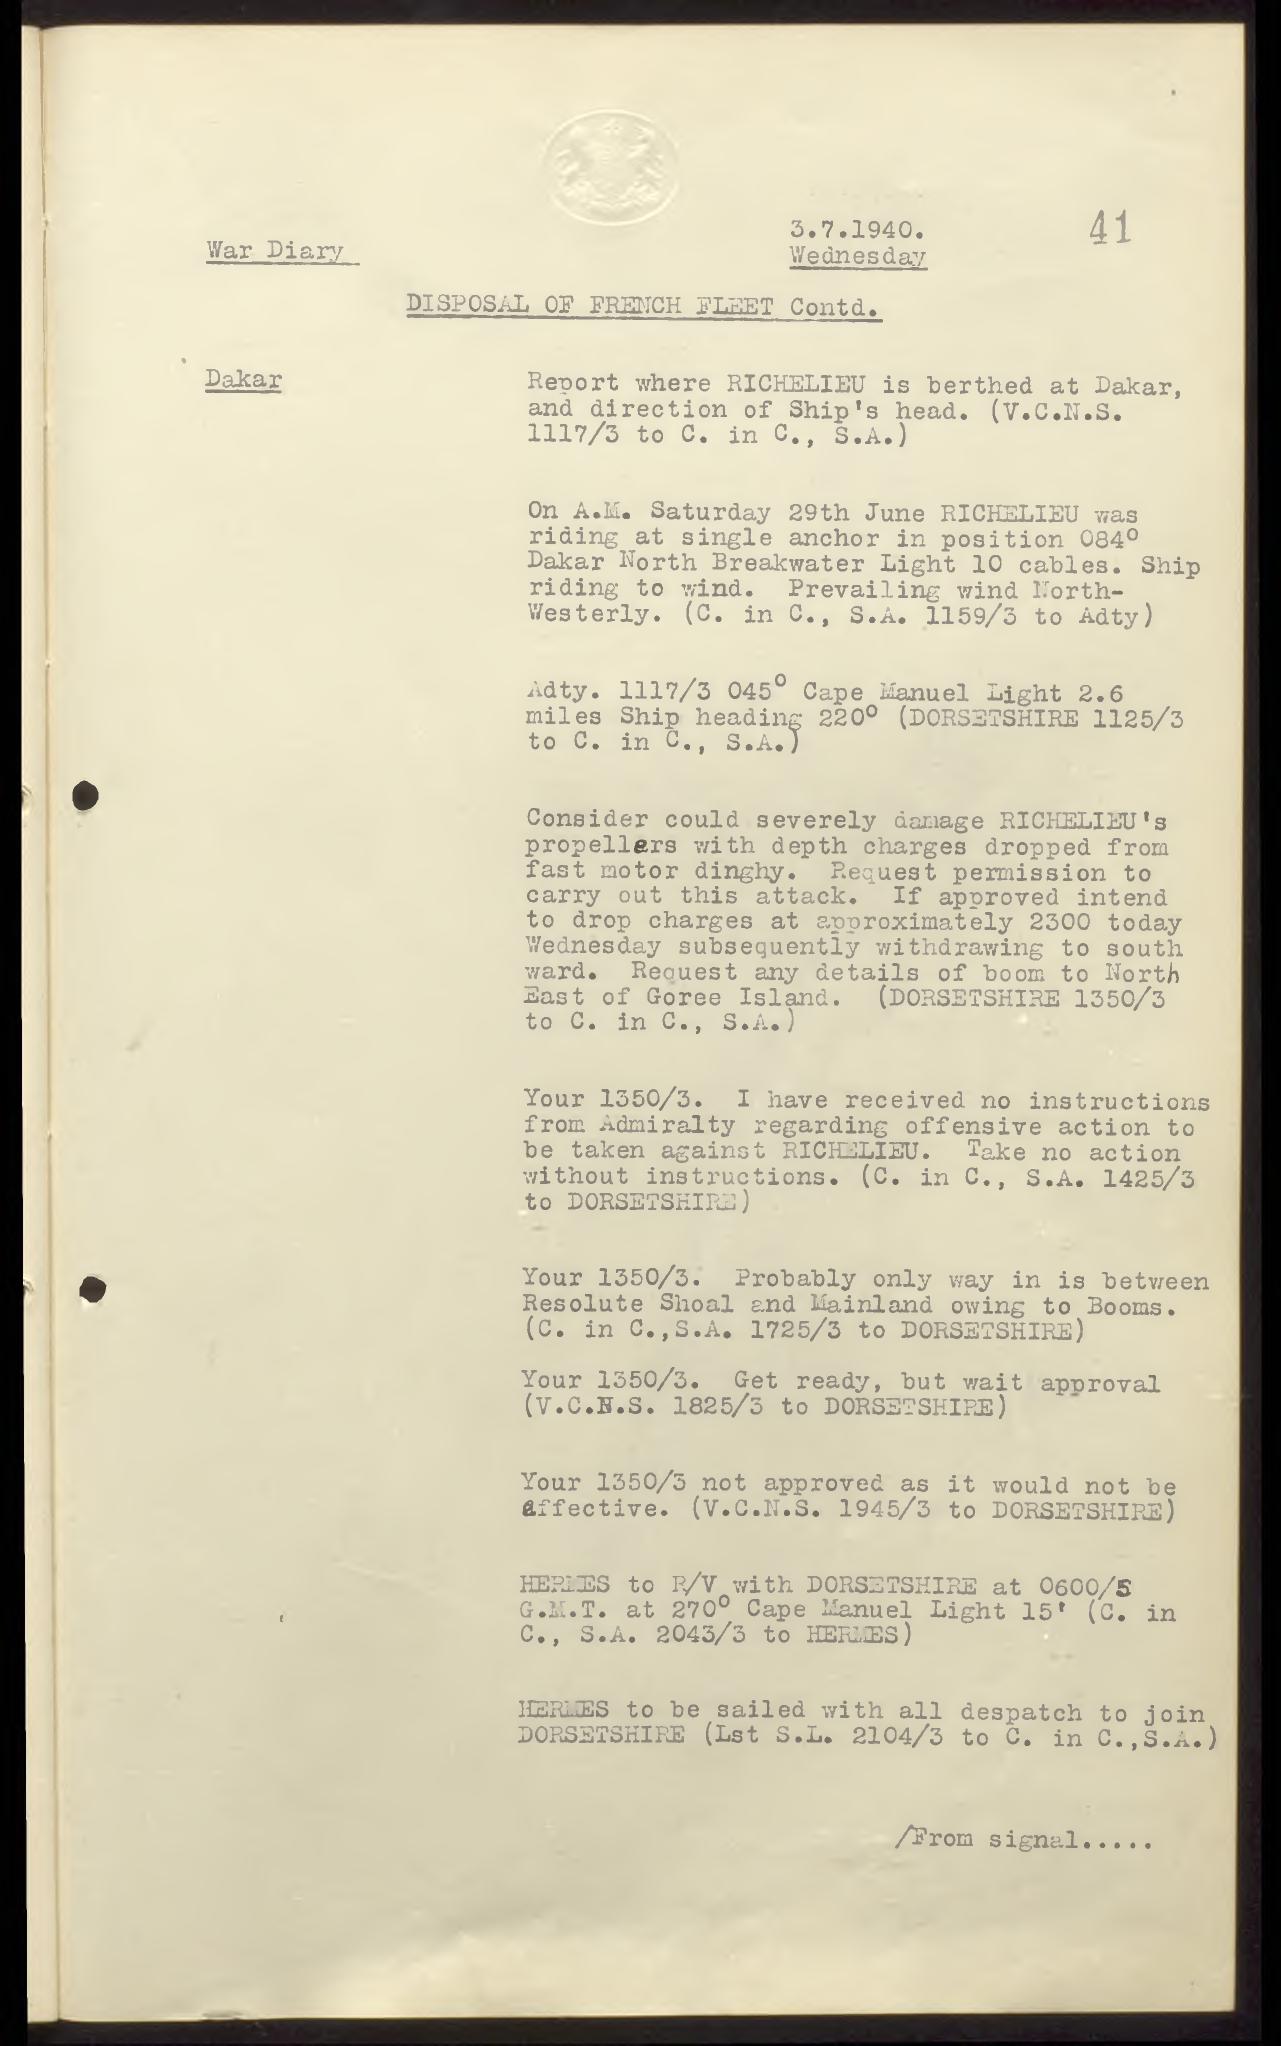 War Diary
3.7.1940.
Wednesday
41
DISPOSAL OF FRENCH FLEET Contd.
Dakar
Report where RICHELIEU is berthed at Dakar,
and direction of Ship's head. (V.C.N.S.
1117/3 to C. in C., S.A.)
On A.M. Saturday 29th June RICHELIEU was
riding at single anchor in position 084°
Dakar North Breakwater Light 10 cables. Ship
riding to wind. Prevailing wind North-
Westerly. (C. in C., S.A. 1159/3 to Adty)
Adty. 1117/3 045° Cape Manuel Light 2.6
miles Ship heading 220° (DORSETSHIRE 1125/3
to C. in C., S.A.)
Consider could severely damage RICHELIEU's
propellers with depth charges dropped from
fast motor dinghy. Request permission to
carry out this attack. If approved intend
to drop charges at approximately 2300 today
Wednesday subsequently withdrawing to south
ward. Request any details of boom to North
East of Goree Island. (DORSETSHIRE 1350/3
to C. in C., S.A.)
Your 1350/3. I have received no instructions
from Admiralty regarding offensive action to
be taken against RICHELIEU. Take no action
without instructions. (C. in C., S.A. 1425/3
to DORSETSHIRE)
Your 1350/3. Probably only way in is between
Resolute Shoal and Mainland owing to Booms.
(C. in C.,S.A. 1725/3 to DORSETSHIRE)
Your 1350/3. Get ready, but wait approval
(V.C.N.S. 1825/3 to DORSETSHIRE)
Your 1350/3 not approved as it would not be
effective. (V.C.N.S. 1945/3 to DORSETSHIRE)
HERMES to R/V with DORSETSHIRE at 0600/5
G.M.T. at 270° Cape Manuel Light 15' (C. in
C., S.A. 2043/3 to HERMES)
HERMES to be sailed with all despatch to join
DORSETSHIRE (Lst S.L. 2104/3 to C. in C.,S.A.)
/From signal.....